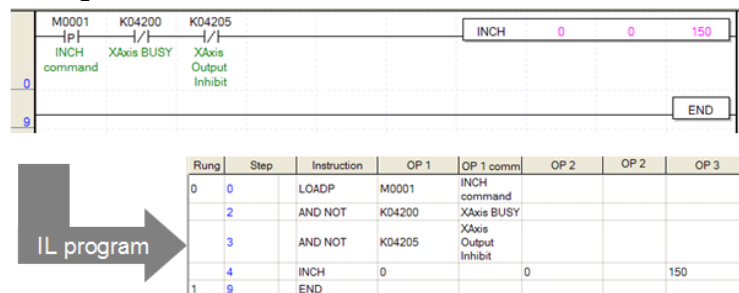 M0001 K04200 K04205
P
INCH 0 0 150
INCH XAxis BUSY XAxis
command Output
Inhibit
0
END
9
Rung Step Instruction OP 1 OP 1 comm OP 2 OP 2 OP 3
0 0 LOADP M0001 INCH
command
2 AND NOT K04200 XAxis BUSY
3 AND NOT K04205 XAxis
Output
Inhibit
4 INCH 0 0 150
1 9 END
IL program